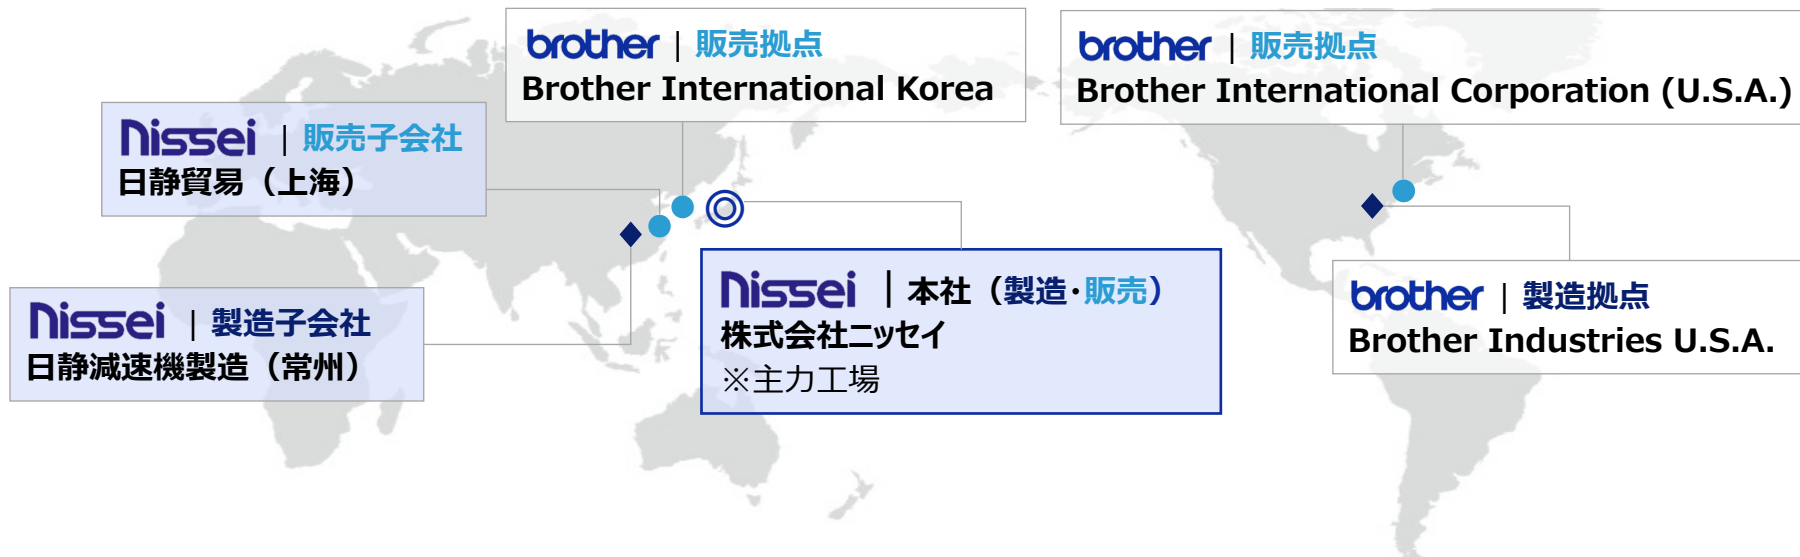 brother | 販売拠点
Brother International Korea
brother | 販売拠点
Brother International Corporation (U.S.A.)
Nissei | 販売子会社
日静貿易（上海）
Nissei | 本社（製造・販売）
株式会社ニッセイ
※主力工場
Nissei | 製造子会社
日静減速機製造（常州）
brother | 製造拠点
Brother Industries U.S.A.